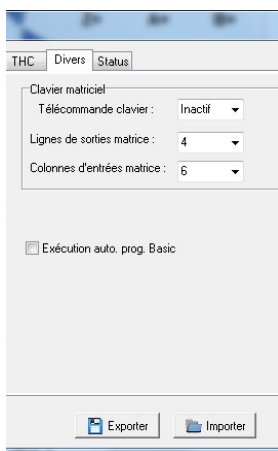 Z+ A+ B+
THC Divers Status
Clavier matriciel
Télécommande clavier : Inactif
Lignes de sorties matrice : 4
Colonnes d'entrées matrice : 6
Exécution auto. prog. Basic
Exporter Importer